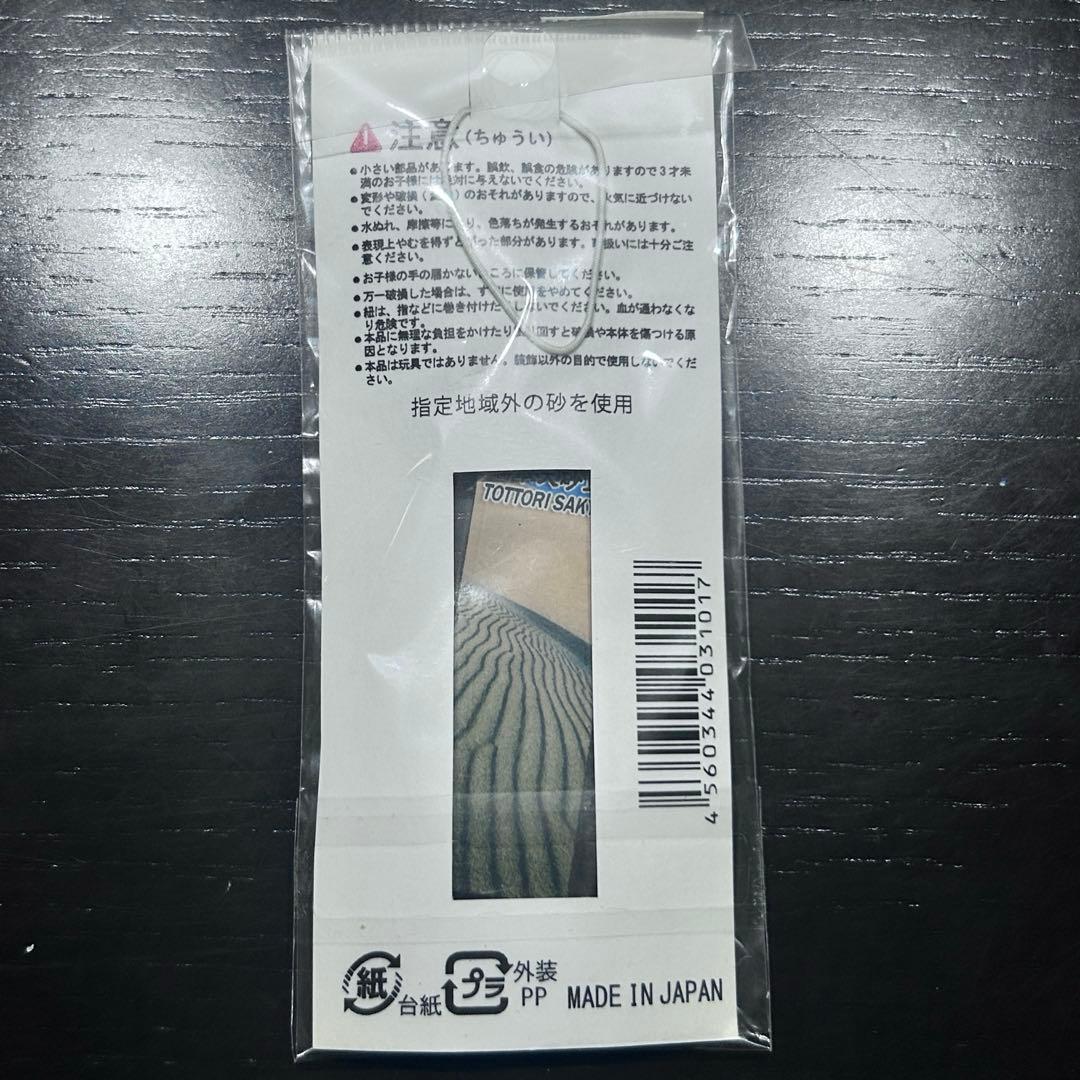 注意(ちゅうい)
●小さい部品があります。誤飲、誤食の危険がありますので3才未
満のお子様には絶対に与えないでください。
●変形や破損(のおそれがありますので、火気に近づけない
でください。
●水ぬれ、摩擦等により、色落ちが発生するおそれがあります。
●表現上やむを得ずとがった部分があります。取扱いには十分ご注
意ください。
●お子様の手の届かないところに保管してください。
●万一破損した場合は、すぐに使用をやめてください。
●紐は、指などに巻き付けたりしないでください。血が通わなくな
り危険です。
●本品に無理な負担をかけたり振り回すと破損や本体を傷つける原
因となります。
●本品は玩具ではありません。装飾以外の目的で使用しないでくだ
さい。
指定地域外の砂を使用
TOTTORI SAK
4560344031017
紙 台紙 プラ 外装
PP MADE IN JAPAN